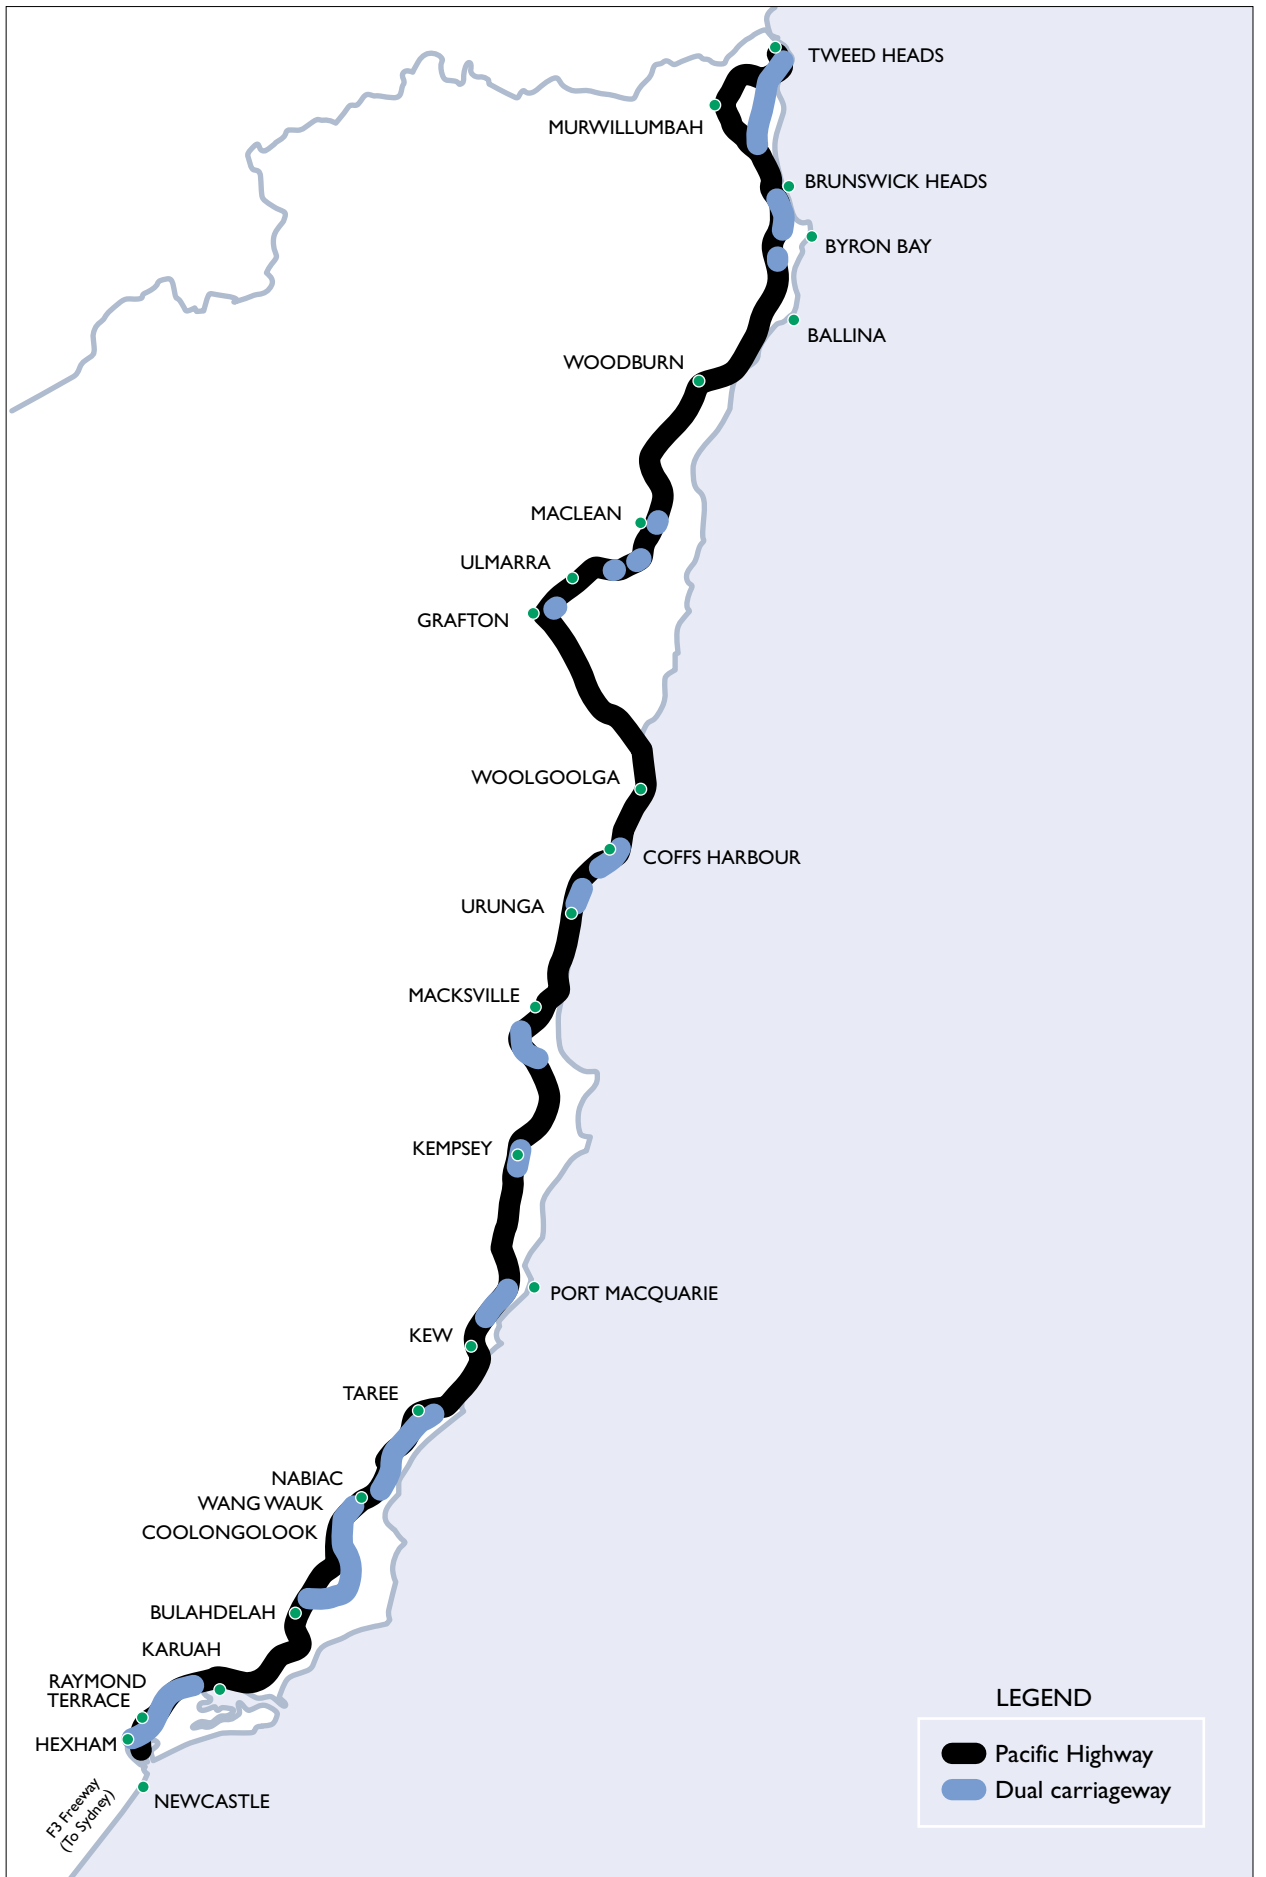 TWEED HEADS
MURWILLUMBAH
BRUNSWICK HEADS
BYRON BAY
BALLINA
WOODBURN
MACLEAN
ULMARRA
GRAFTON
WOOLGOOLGA
COFFS HARBOUR
URUNGA
MACKSVILLE
KEMPSEY
PORT MACQUARIE
KEW
TAREE
NABIAC
WANG WAUK
COOLONGOLOOK
BULAHDELAH
KARUAH
RAYMOND
TERRACE
HEXHAM
NEWCASTLE
F3 Freeway
(To Sydney)
LEGEND
Pacific Highway
Dual carriageway